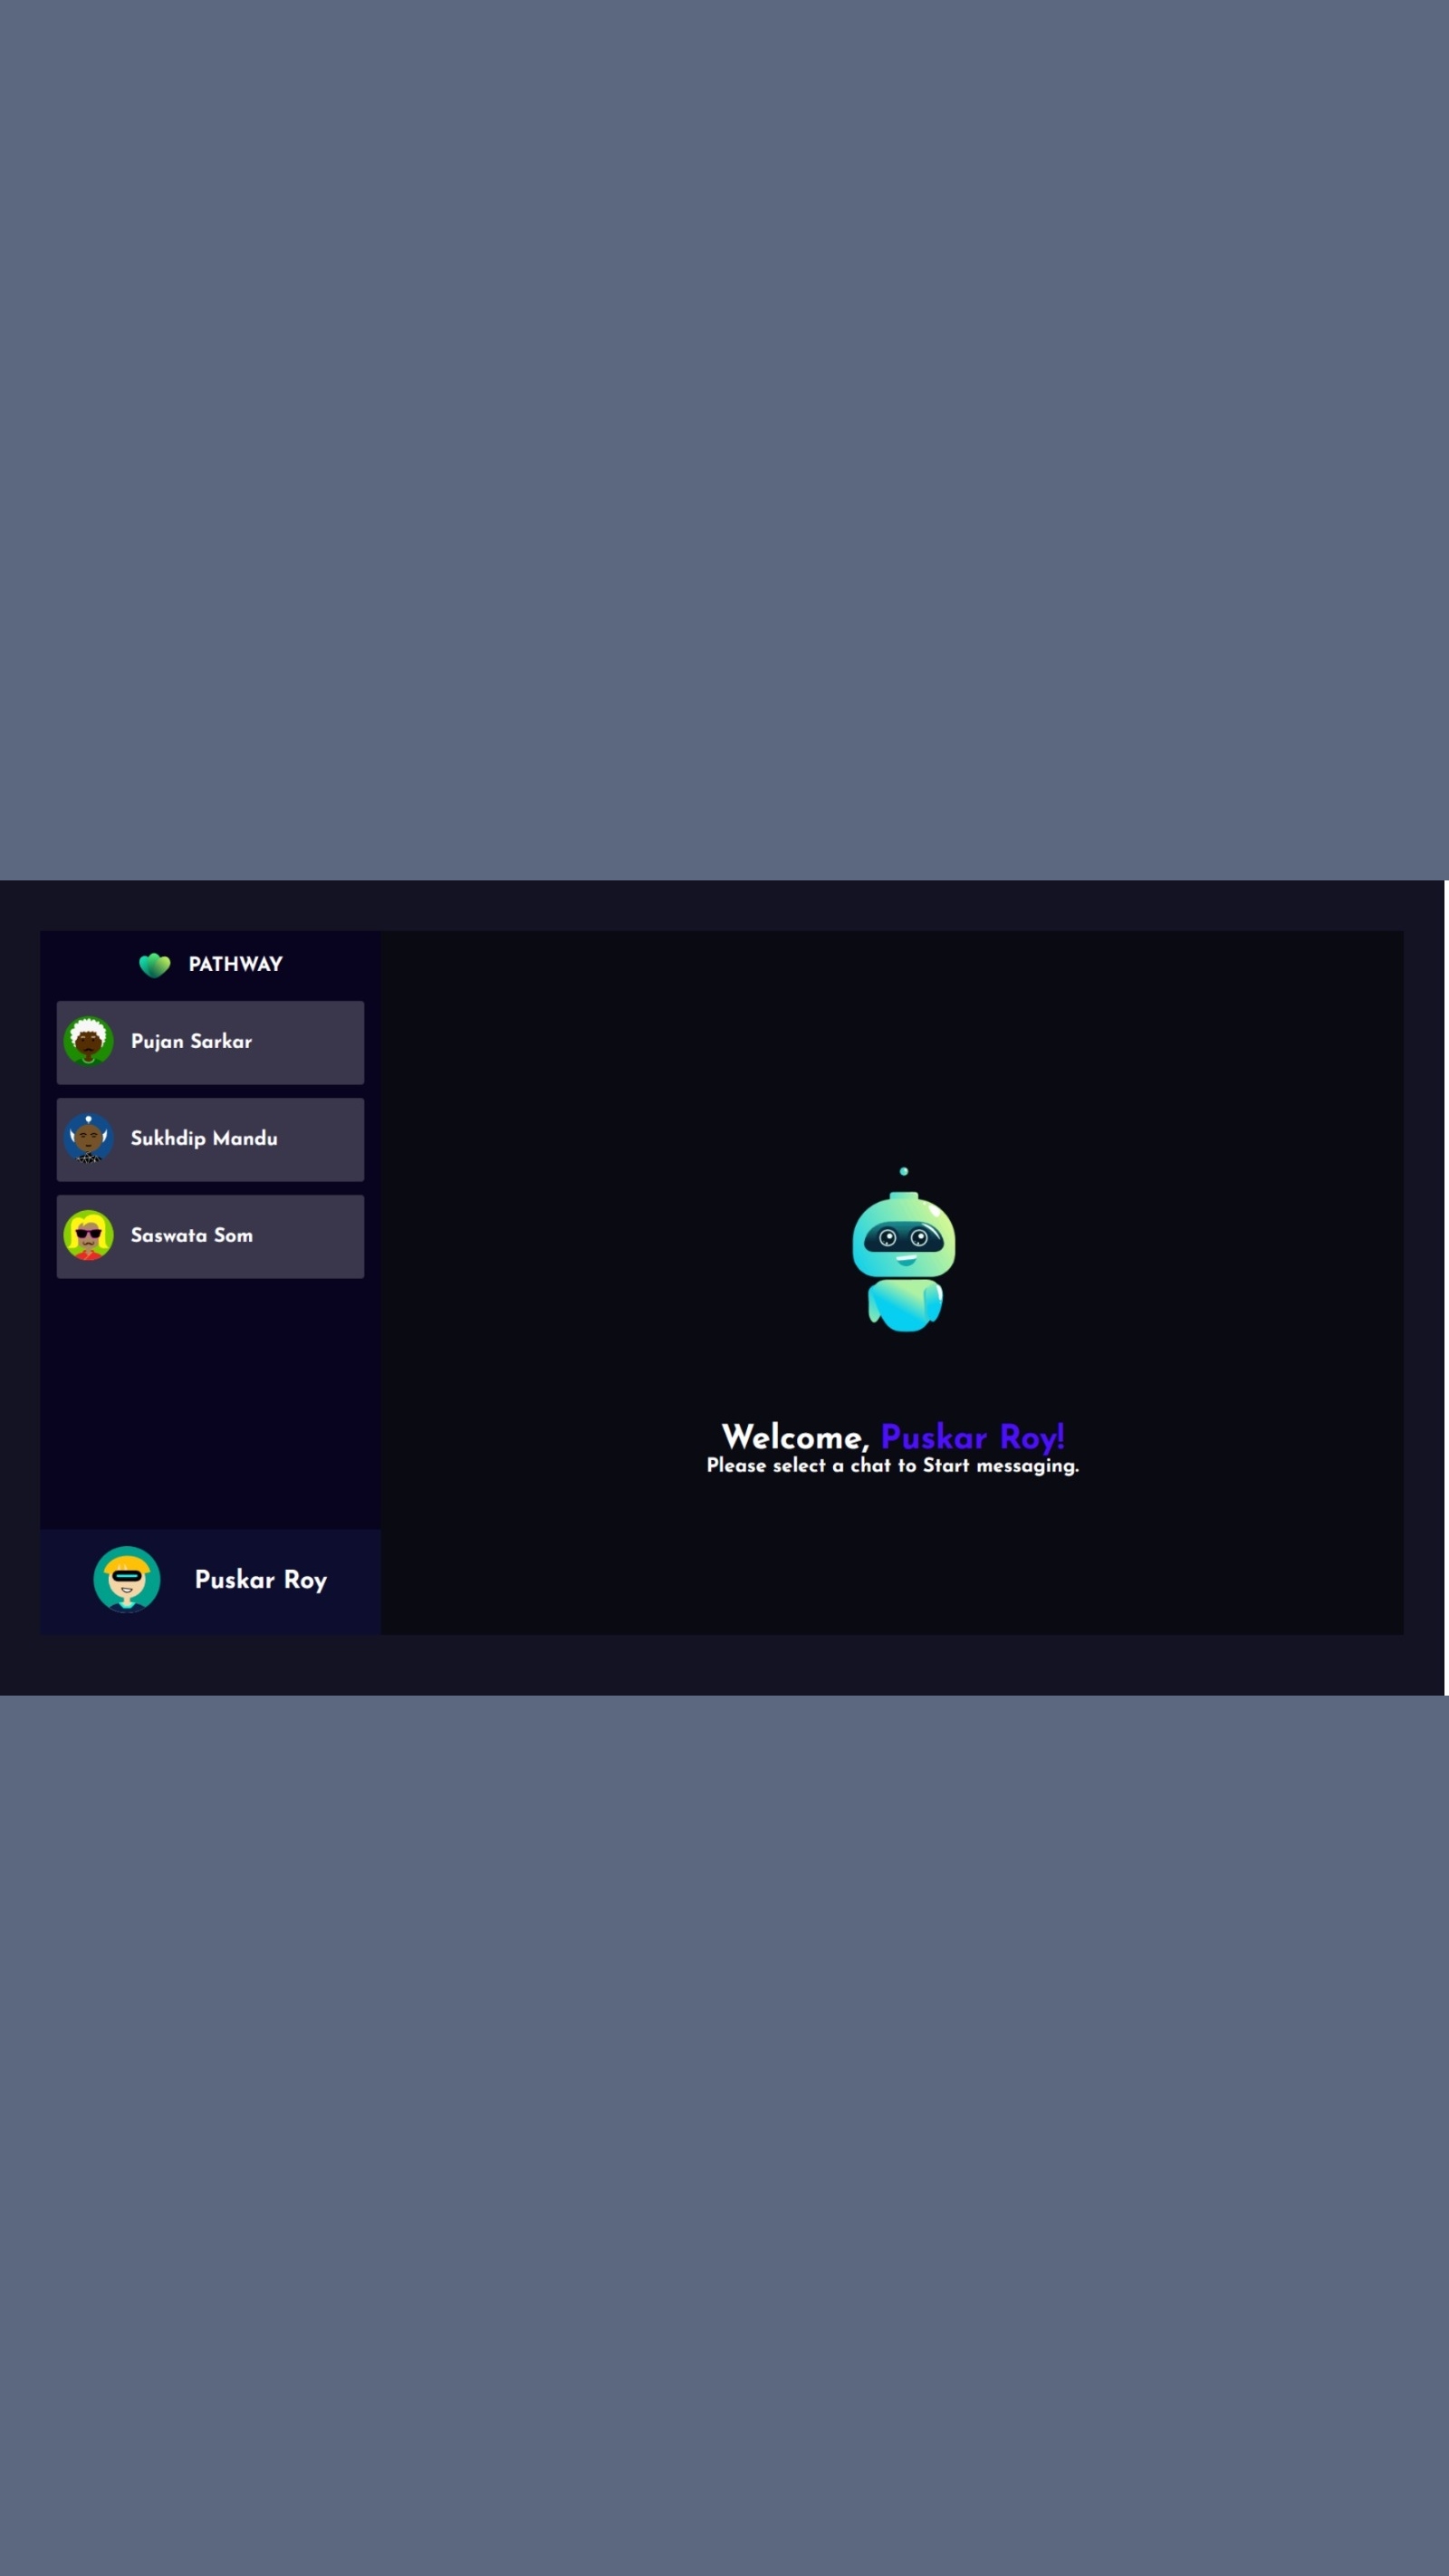 PATHWAY
Pujan Sarkar
Sukhdip Mandu
Saswata Som
Puskar Roy
Welcome, Puskar Roy!
Please select a chat to Start messaging.